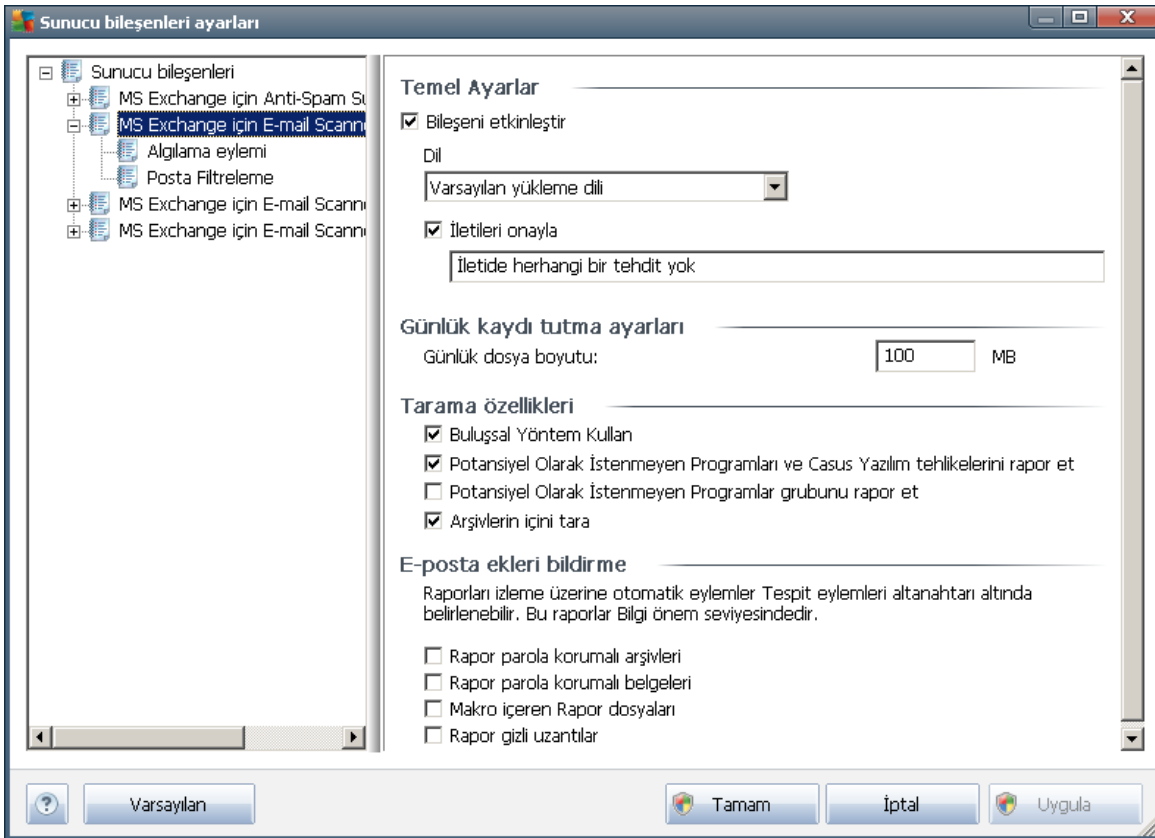 Sunucu bileşenleri ayarları
Sunucu bileşenleri
MS Exchange için Anti-Spam
MS Exchange için E-mail
Algılama eylemi
Posta Filtreleme
MS Exchange için E-mail
MS Exchange için E-mail
Temel Ayarlar
Bileşeni etkinleştir
Dil
Varsayılan yükleme dili
İletileri onayla
İletide herhangi bir tehdit yok
Günlük kaydı tutma ayarları
Günlük dosya boyutu: 100 MB
Tarama özellikleri
Buluşsal Yöntem Kullan
Potansiyel Olarak İstenmeyen Programları ve Casus Yazılım tehlikelerini rapor et
Potansiyel Olarak İstenmeyen Programlar grubunu rapor et
Arşivlerin içini tara
E-posta ekleri bildirme
Raporları izleme üzerine otomatik eylemler Tespit eylemleri altanahtarı altında
belirlenebilir. Bu raporlar Bilgi önem seviyesindedir.
Rapor parola korumalı arşivleri
Rapor parola korumalı belgeleri
Makro içeren Rapor dosyaları
Rapor gizli uzantılar
Varsayılan
Tamam
İptal
Uygula